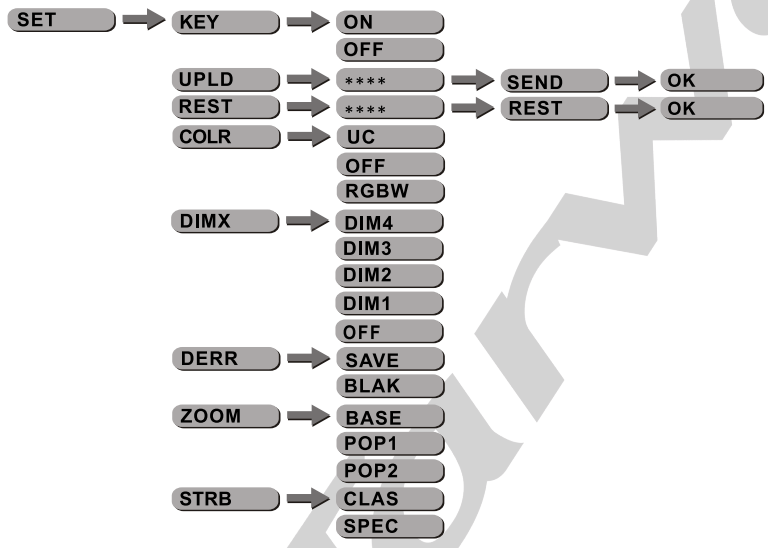 SET KEY ON
OFF
UPLD **** SEND OK
REST **** REST OK
COLR UC
OFF
RGBW
DIMX DIM4
DIM3
DIM2
DIM1
OFF
DERR SAVE
BLAK
ZOOM BASE
POP1
POP2
STRB CLAS
SPEC